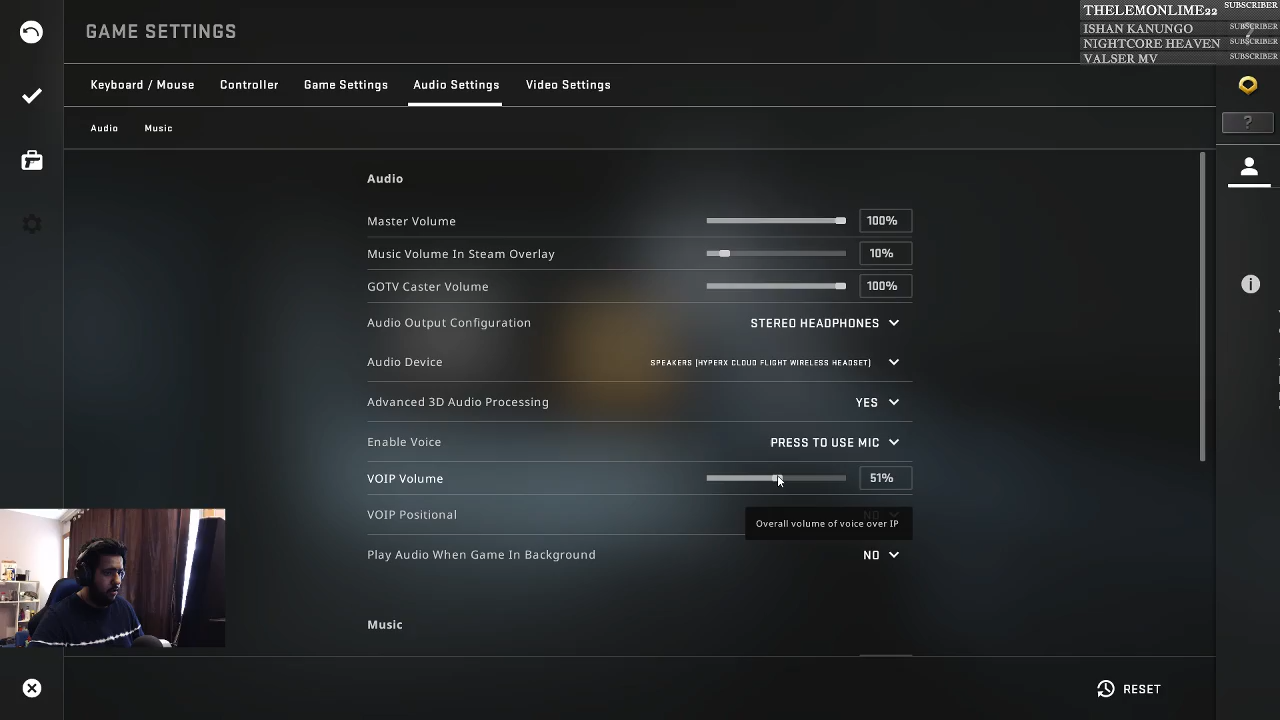 GAME SETTINGS
THELEMONLIME22 SUBSCRIBER
ISHAN KANUNGO SUBSCRIBER
NIGHTCORE HEAVEN SUBSCRIBER
VALSER MV SUBSCRIBER
Keyboard / Mouse Controller Game Settings Audio Settings Video Settings
Audio Music
?
Audio
Master Volume 100%
Music Volume In Steam Overlay 10%
GOTV Caster Volume 100%
Audio Output Configuration STEREO HEADPHONES
Audio Device SPEAKERS (HYPERX CLOUD FLIGHT WIRELESS HEADSET)
Advanced 3D Audio Processing YES
Enable Voice PRESS TO USE MIC
VOIP Volume 51%
VOIP Positional NO
Overall volume of voice over IP
Play Audio When Game In Background NO
Music
RESET